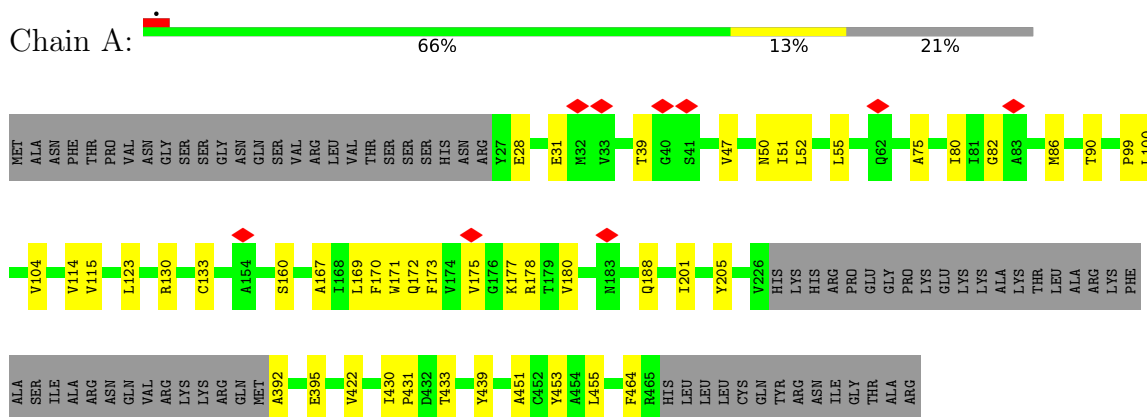 Chain A:
66% 13% 21%
MET ALA ASN PHE THR PRO VAL ASN GLY SER SER GLY ASN GLN SER VAL ARG LEU VAL THR SER SER SER HIS ASN ARG Y27 E28 E31 M32 V33 T39 G40 S41 V47 N50 I51 L52 L55 Q62 A75 I80 I81 G82 A83 M86 T90 P99 L100
V104 V114 V115 L123 R130 C133 A154 S160 A167 I168 L169 F170 W171 Q172 F173 V174 V175 G176 K177 R178 T179 V180 N183 Q188 I201 Y205 V226 HIS LYS HIS ARG PRO GLU GLU GLY PRO LYS GLU LYS LYS ALA LYS THR LEU ALA ARG LYS PHE
ALA SER ILE ALA ARG ASN GLN VAL ARG LYS LYS ARG GLN MET A392 E395 V422 I430 P431 D432 T433 Y439 A451 C452 Y453 A454 L455 F464 R465 HIS LEU LEU LEU CYS GLN TYR ARG ASN ILE GLY THR ALA ARG